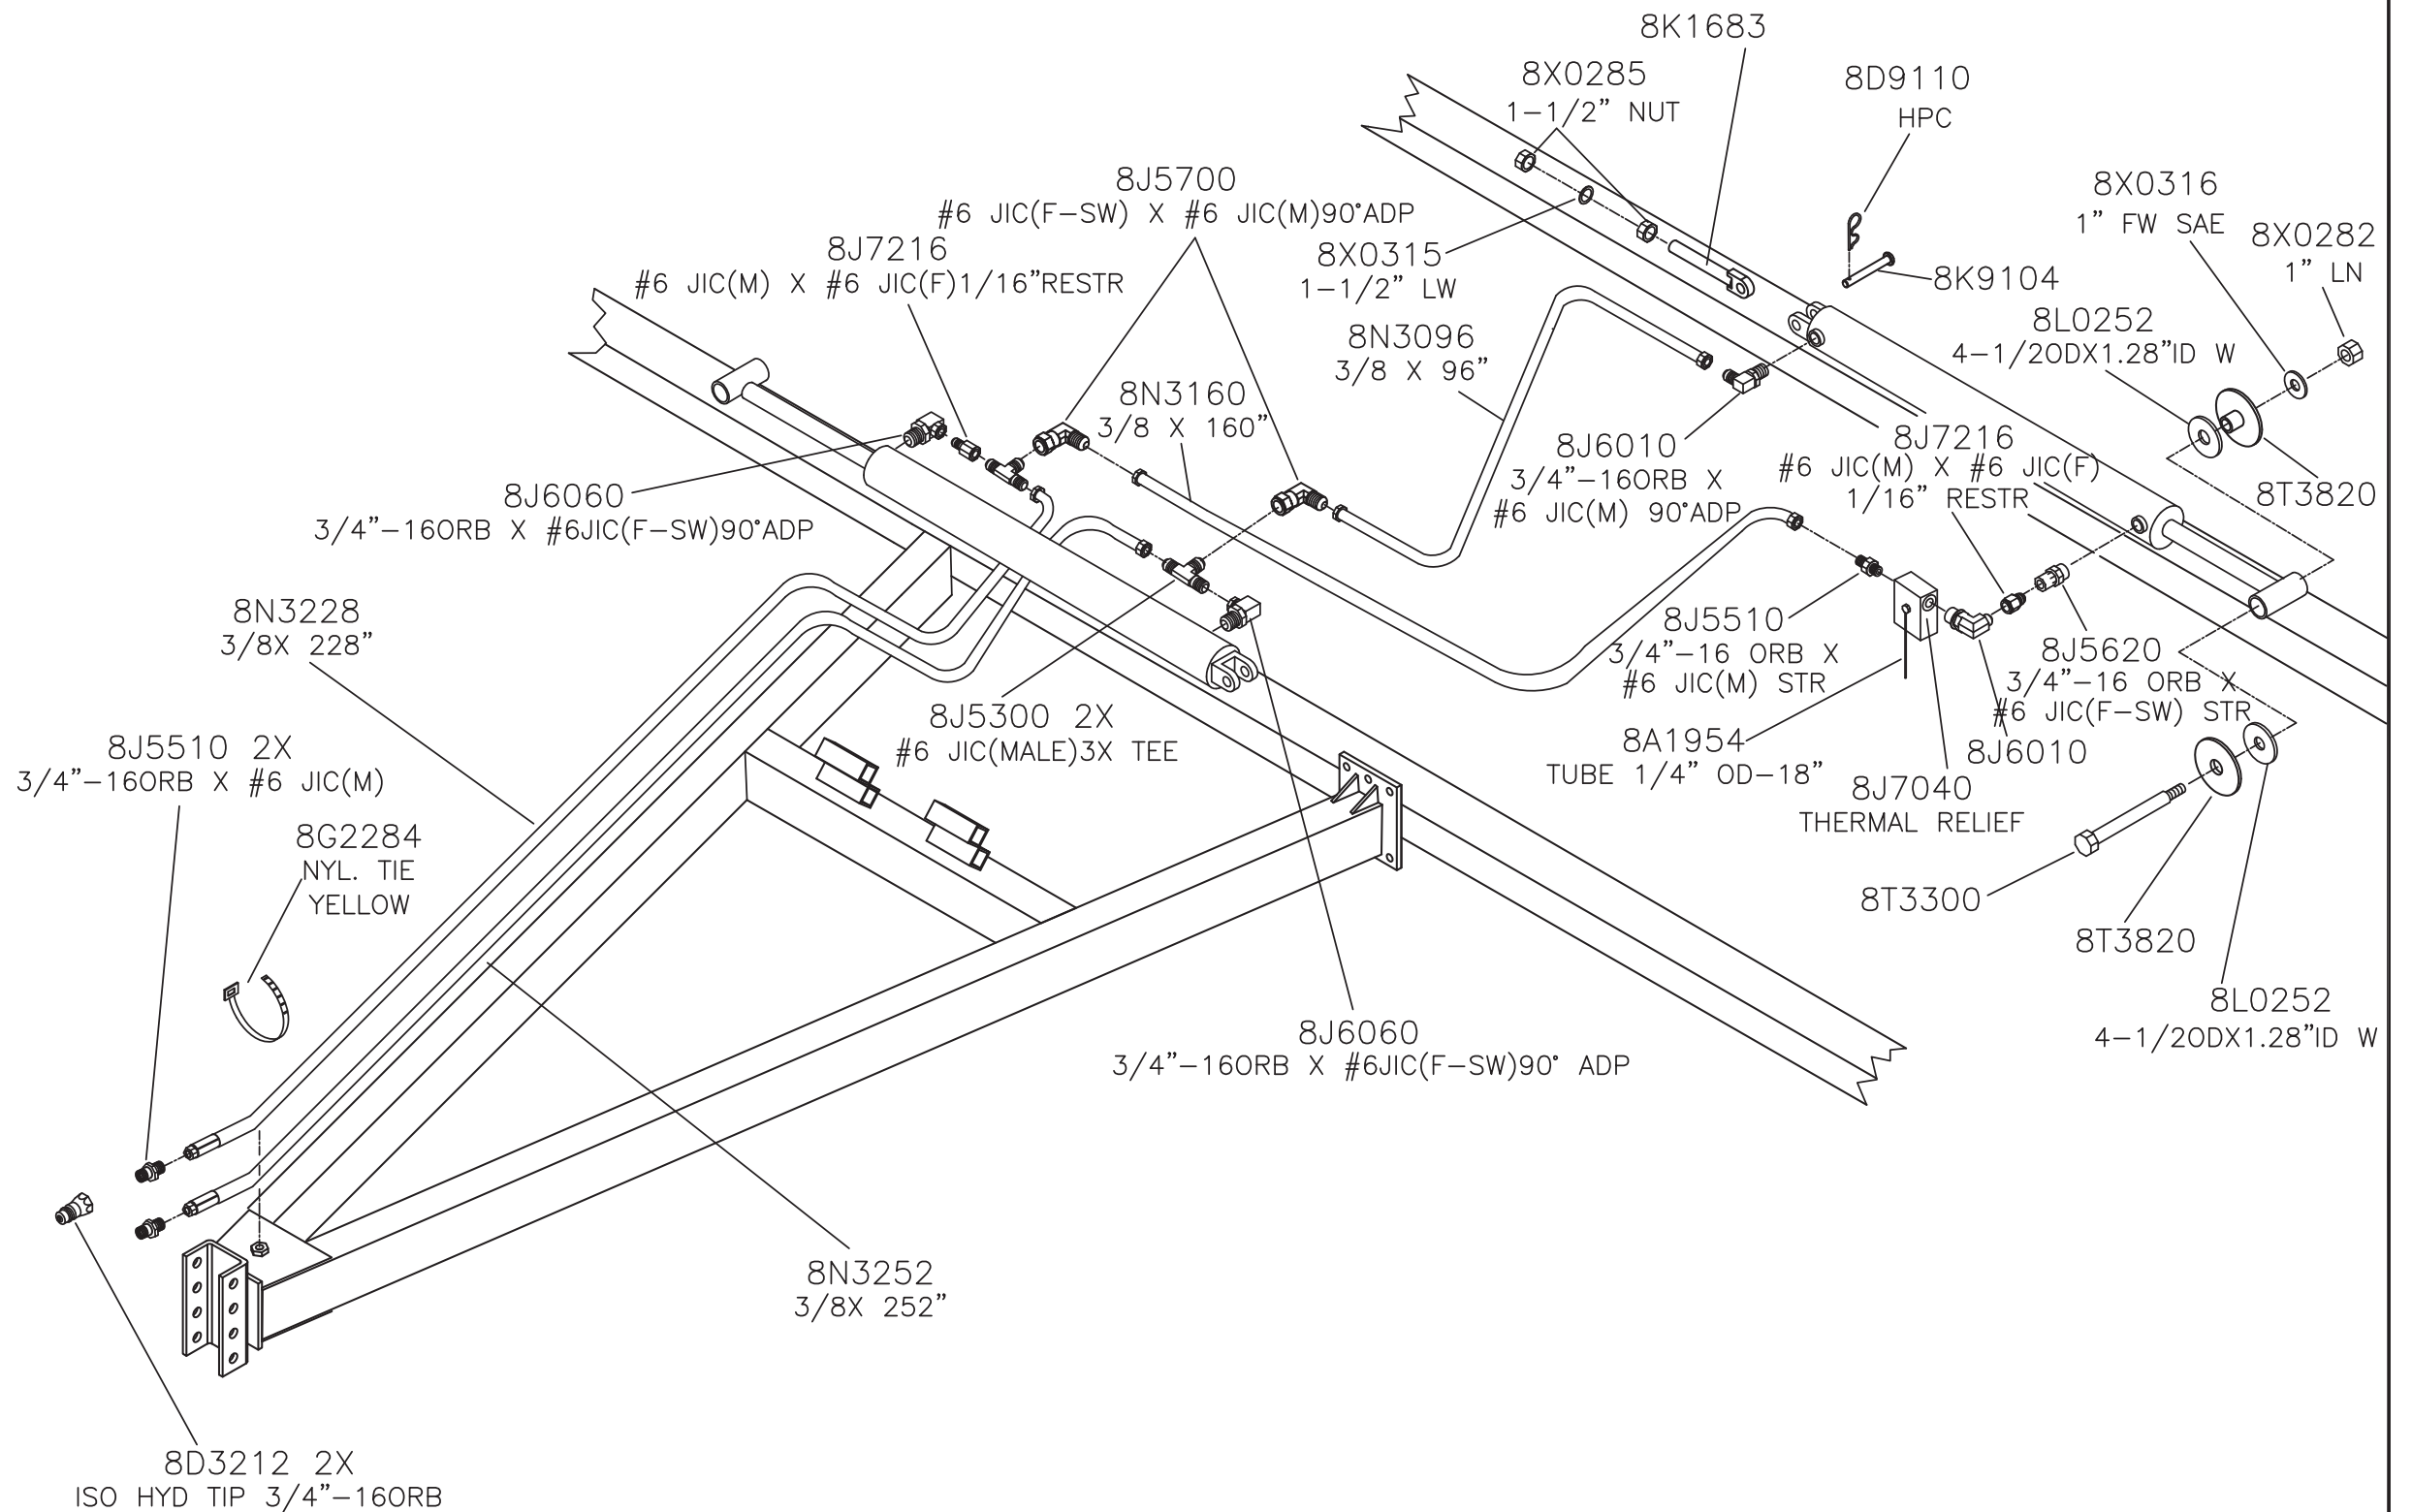 8K1683
8X0285
1-1/2" NUT
8D9110
HPC
8J5700
#6 JIC(F-SW) X #6 JIC(M)90°ADP
8X0316
1" FW SAE
8X0282
1" LN
8J7216
#6 JIC(M) X #6 JIC(F)1/16"RESTR
8X0315
1-1/2" LW
8K9104
8L0252
4-1/2ODX1.28"ID W
8N3096
3/8 X 96"
8N3160
3/8 X 160"
8J6010
3/4"-16ORB X
#6 JIC(M) 90°ADP
8J7216
#6 JIC(M) X #6 JIC(F)
1/16" RESTR
8T3820
8J6060
3/4"-16ORB X #6JIC(F-SW)90°ADP
8N3228
3/8X 228"
8J5510
3/4"-16 ORB X
#6 JIC(M) STR
8J5620
3/4"-16 ORB X
#6 JIC(F-SW) STR
8J5300 2X
#6 JIC(MALE)3X TEE
8A1954
TUBE 1/4" OD-18"
8J6010
8J7040
THERMAL RELIEF
8J5510 2X
3/4"-16ORB X #6 JIC(M)
8G2284
NYL. TIE
YELLOW
8T3300
8T3820
8L0252
4-1/2ODX1.28"ID W
8J6060
3/4"-16ORB X #6JIC(F-SW)90° ADP
8N3252
3/8X 252"
8D3212 2X
ISO HYD TIP 3/4"-16ORB